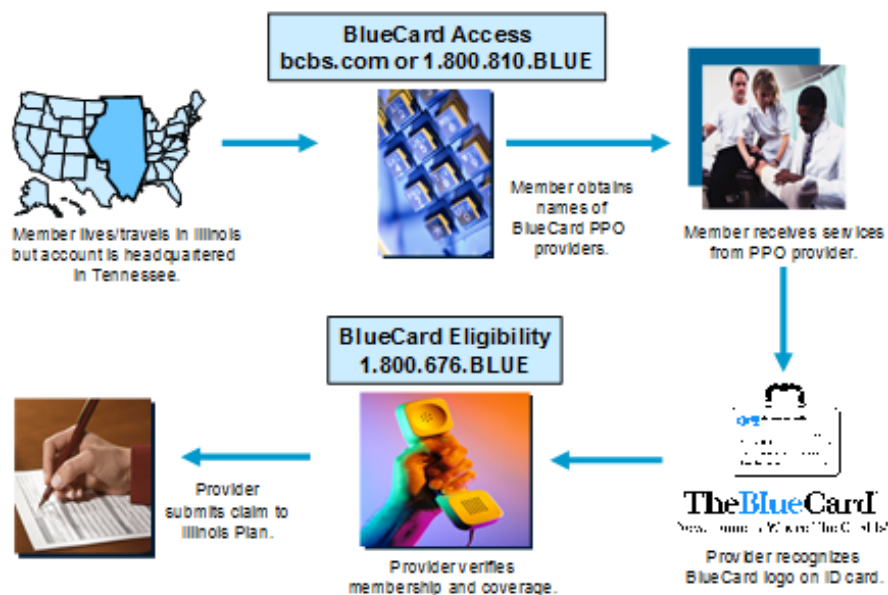 BlueCard Access
bcbs.com or 1.800.810.BLUE
Member lives/travels in Illinois
but account is headquartered
in Tennessee.
Member obtains
names of
BlueCard PPO
providers.
Member receives services
from PPO provider.
TheBlueCard
Provider recognizes
BlueCard logo on ID card.
BlueCard Eligibility
1.800.676.BLUE
Provider verifies
membership and coverage.
Provider
submits claim to
Illinois Plan.